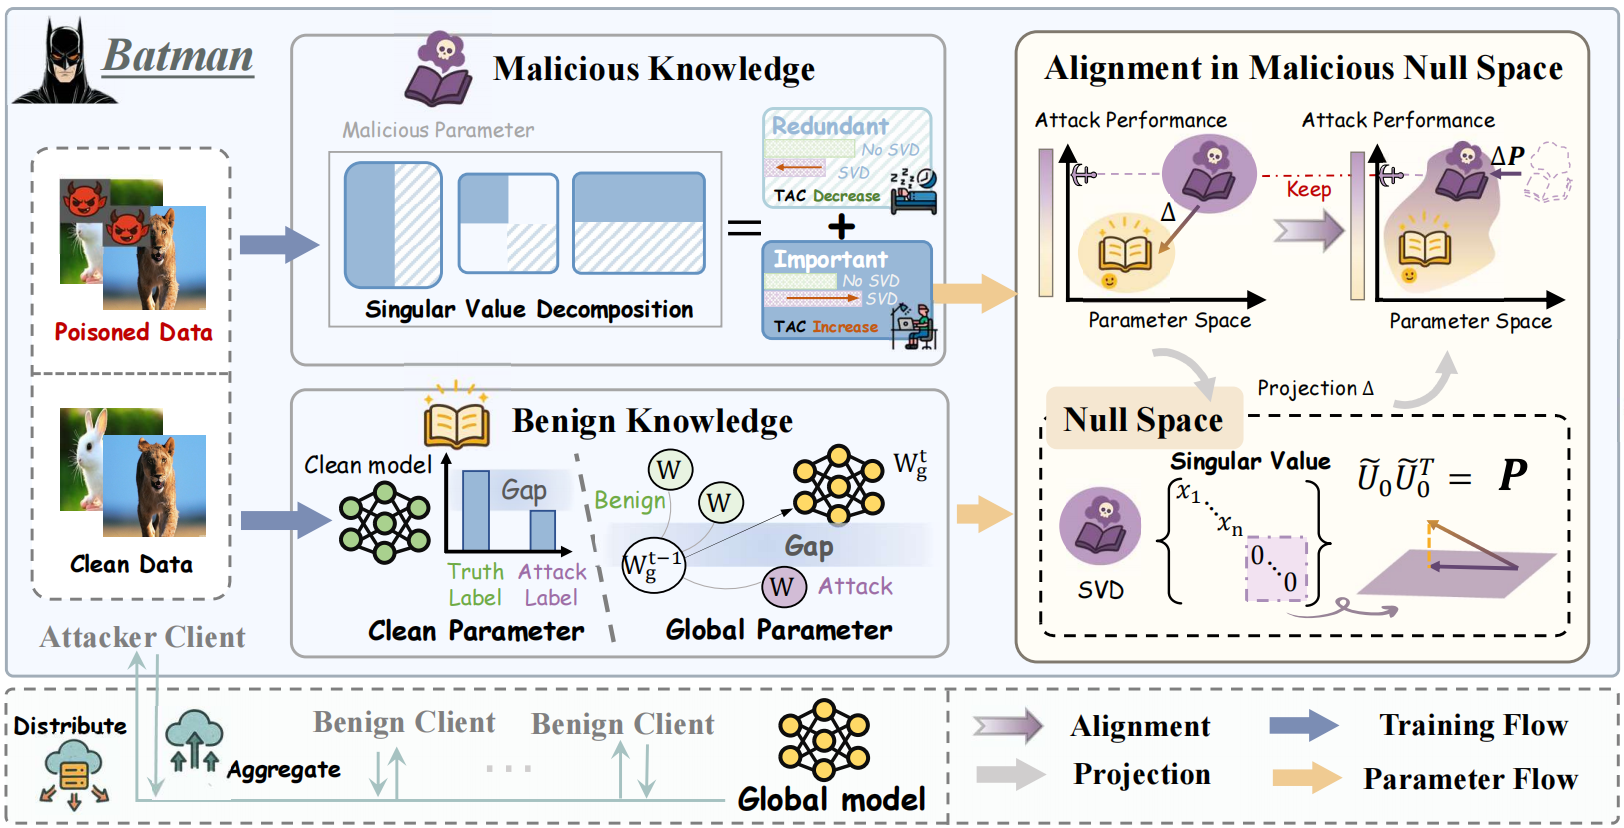 Batman
Malicious Knowledge
Malicious Parameter
Singular Value Decomposition
=
Redundant
No SVD
SVD
TAC Decrease
+
Important
No SVD
SVD
TAC Increase
Poisoned Data
Clean Data
Attacker Client
Benign Knowledge
Clean model
Gap
Truth Label
Attack Label
Clean Parameter
Benign
W
W
W_g^t
Gap
W_g^{t-1}
W
Attack
Global Parameter
Alignment in Malicious Null Space
Attack Performance
Δ
Parameter Space
Keep
Attack Performance
ΔP
Parameter Space
Projection Δ
Null Space
Singular Value
SVD
x_1 ⋱ x_n
0 ⋱ 0
Ũ_0 Ũ_0^T = P
Distribute
Aggregate
Benign Client
...
Benign Client
Global model
Alignment
Training Flow
Projection
Parameter Flow